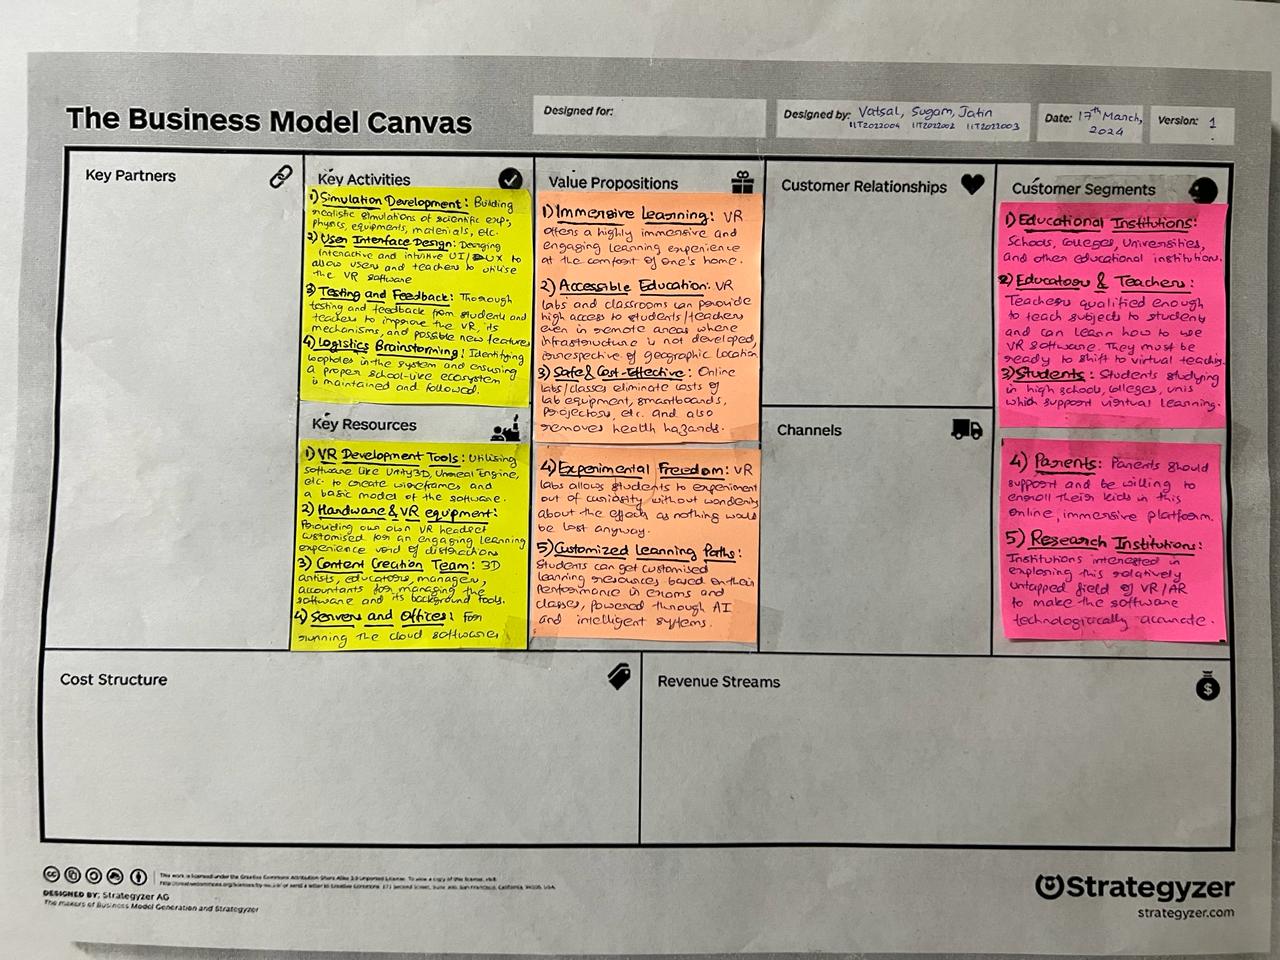 The Business Model Canvas
Designed for:
Designed by: Vatsal, Sugam, Jatin
IIT2022004 IIT2022002 IIT2022003
Date: 17th March,
2024
Version: 1
Key Partners
Key Activities
1) Simulation Development: Building
realistic simulations of scientific exp,
physics, equipments, materials, etc.
2) User Interface Design:
interactive and intuitive UI/UX to
allow users and teachers to utilise
the VR software
3) Testing and Feedback: Thorough
testing and feedback from students and
teachers to improve the VR, its
mechanisms, and possible new features
4) Logistics Brainstorming: Identifying
loopholes in the system and ensuring
a proper school-like ecosystem
is maintained and followed.
Key Resources
1) VR Development Tools: Utilising
software like Unity3D, Unreal Engine,
etc. to create wireframes and
a basic model of the software.
2) Hardware & VR equipment:
Providing our own VR headset
customised for an engaging learning
experience void of distractions
3) Content Creation Team: 3D
artists, educators, managers,
accountants for managing the
software and its background tools.
4) Servers and Offices: For
running the cloud softwares
Value Propositions
1) Immersive Learning: VR
offers a highly immersive and
engaging learning experience
at the comfort of one's home.
2) Accessible Education: VR
labs and classrooms can provide
high access to students/teachers
even in remote areas where
infrastructure is not developed,
irrespective of geographic location
3) Safe & Cost-Effective: Online
labs/classes eliminate costs of
lab equipment, smartboards,
projectors, etc. and also
removes health hazards.
4) Experimental Freedom: VR
labs allows students to experiment
out of curiosity without wondering
about the effects as nothing would
be lost anyway.
5) Customized Learning Paths:
Students can get customised
learning resources based on their
performance in exams and
classes, powered through AI
and intelligent systems.
Customer Relationships
Channels
Customer Segments
1) Educational Institutions:
Schools, Colleges, Universities,
and other educational institution.
2) Educators & Teachers:
Teachers qualified enough
to teach subjects to students
and can learn how to use
VR software. They must be
ready to shift to virtual teaching.
3) Students: Students studying
in high school, colleges, unis
which support virtual learning.
4) Parents: Parents should
support and be willing to
enroll their kids in this
online, immersive platform.
5) Research Institutions:
Institutions interested in
exploring this relatively
untapped field of VR/AR
to make the software
technologically accurate.
Cost Structure
Revenue Streams
This work is licensed under the Creative Commons Attribution-Share Alike 3.0 Unported License. To view a copy of this license, visit:
http://creativecommons.org/licenses/by-sa/3.0/ or send a letter to Creative Commons, 171 Second Street, Suite 300, San Francisco, California, 94105, USA.
DESIGNED BY: Strategyzer AG
The makers of Business Model Generation and Strategyzer
Strategyzer
strategyzer.com